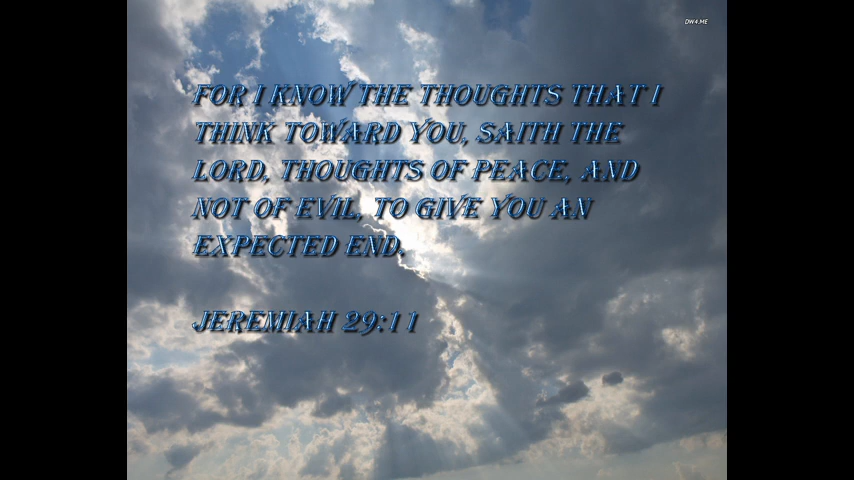 DW4.ME
FOR I KNOW THE THOUGHTS THAT I
THINK TOWARD YOU, SAITH THE
LORD, THOUGHTS OF PEACE, AND
NOT OF EVIL, TO GIVE YOU AN
EXPECTED END.
JEREMIAH 29:11